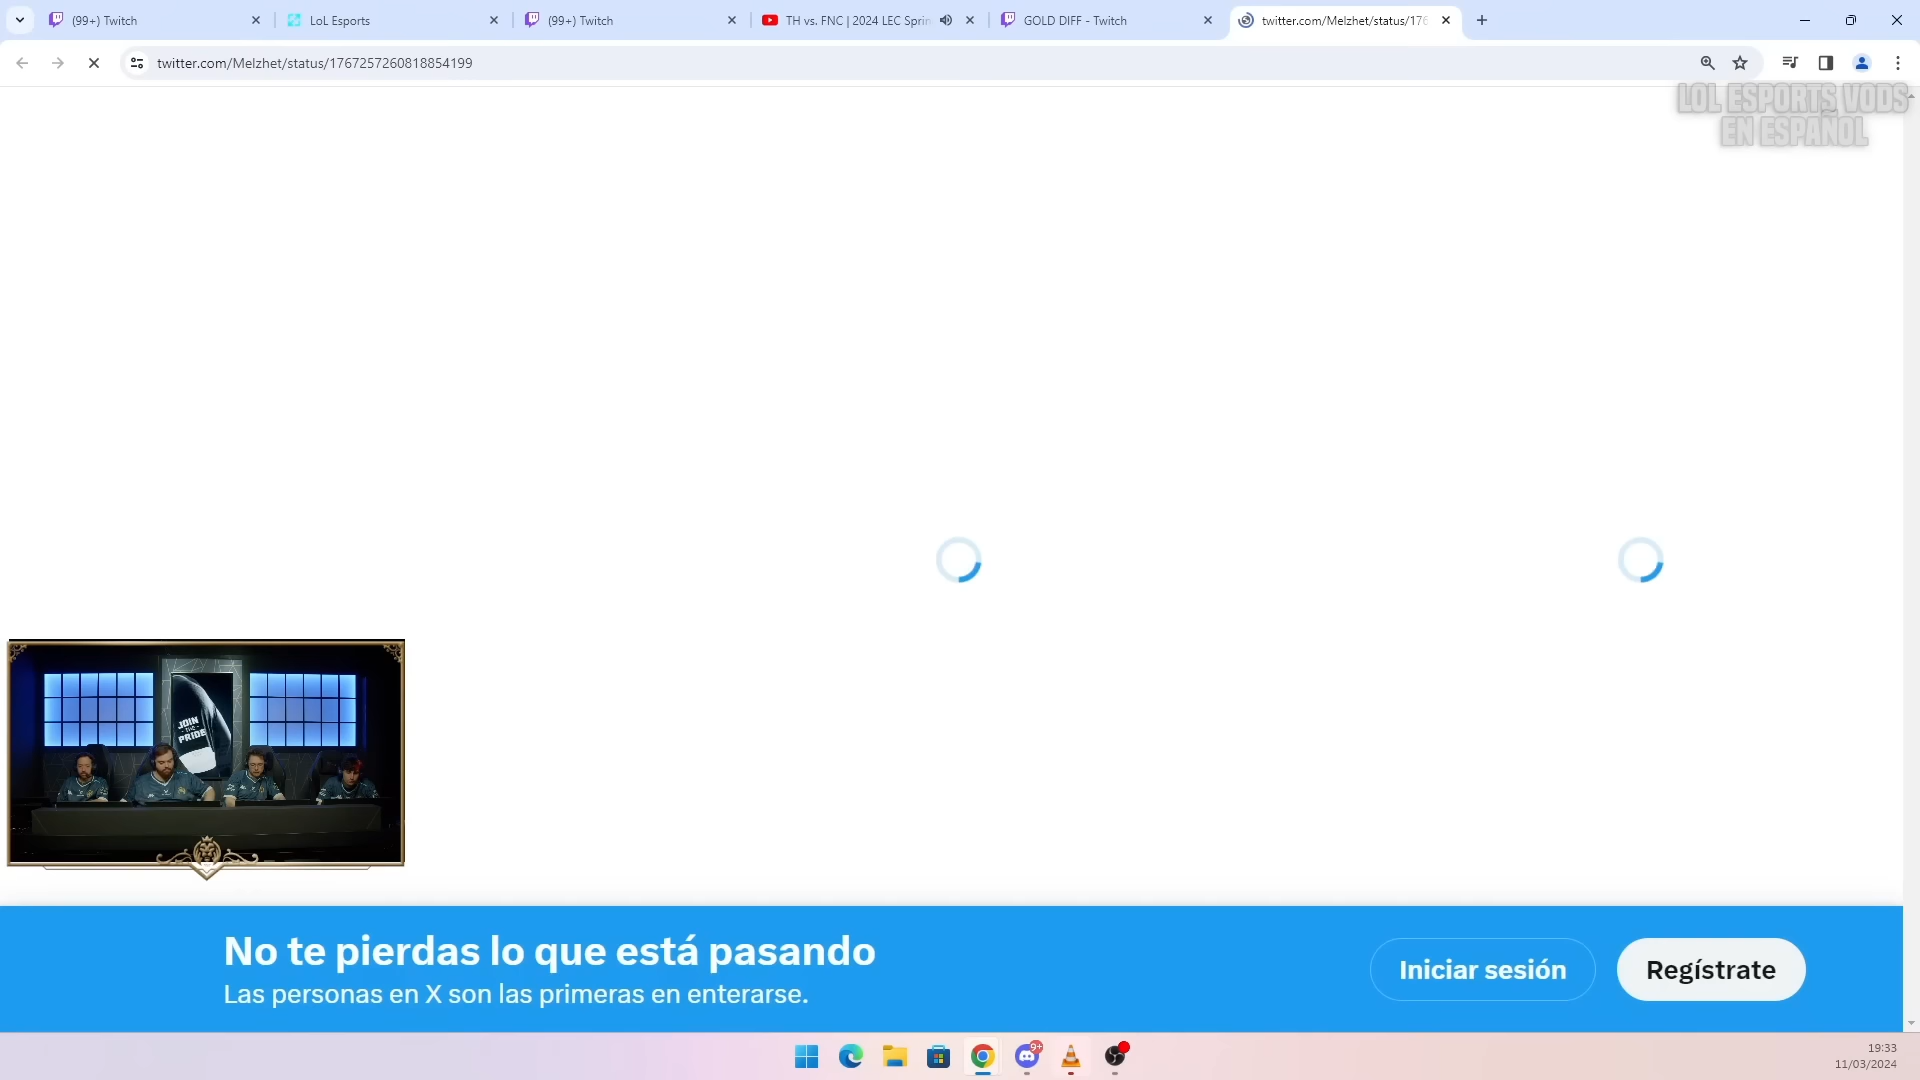 (99+) Twitch
LoL Esports
(99+) Twitch
TH vs. FNC | 2024 LEC Sprin
GOLD DIFF - Twitch
twitter.com/Melzhet/status/176
twitter.com/Melzhet/status/1767257260818854199
LOL ESPORTS VODS
EN ESPAÑOL
JOIN
THE
PRIDE
No te pierdas lo que está pasando
Las personas en X son las primeras en enterarse.
Iniciar sesión
Regístrate
9+
19:33
11/03/2024